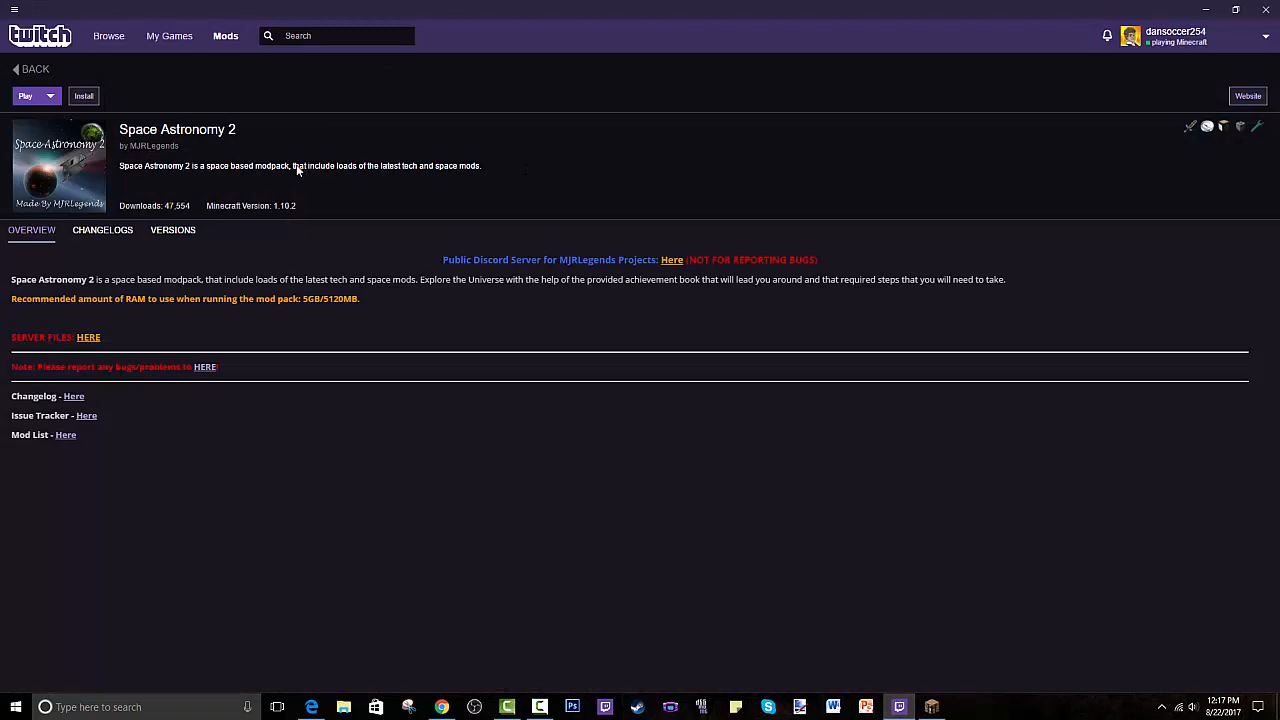 twitch
Browse
My Games
Mods
Search
dansoccer254
playing Minecraft
BACK
Play
Install
Website
Space Astronomy 2
Made By MJRLegends
Space Astronomy 2
by MJRLegends
Space Astronomy 2 is a space based modpack, that include loads of the latest tech and space mods.
Downloads: 47,554
Minecraft Version: 1.10.2
OVERVIEW
CHANGELOGS
VERSIONS
Public Discord Server for MJRLegends Projects: Here (NOT FOR REPORTING BUGS)
Space Astronomy 2 is a space based modpack, that include loads of the latest tech and space mods. Explore the Universe with the help of the provided achievement book that will lead you around and that required steps that you will need to take.
Recommended amount of RAM to use when running the mod pack: 5GB/5120MB.
SERVER FILES: HERE
Note: Please report any bugs/problems to HERE!
Changelog - Here
Issue Tracker - Here
Mod List - Here
Type here to search
Ps
12:17 PM
8/22/2017